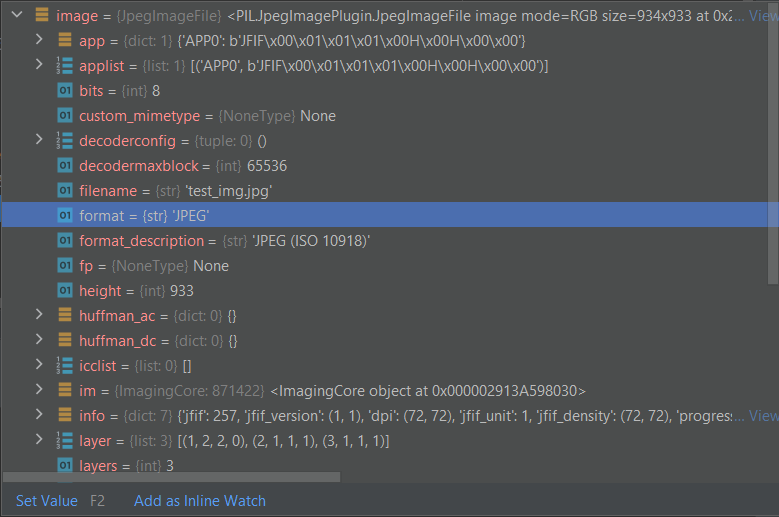 image = {JpegImageFile} <PIL.JpegImagePlugin.JpegImageFile image mode=RGB size=934x933 at 0x2... View
app = {dict: 1} {'APP0': b'JFIF\x00\x01\x01\x01\x00H\x00H\x00\x00'}
applist = {list: 1} [('APP0', b'JFIF\x00\x01\x01\x01\x00H\x00H\x00\x00')]
bits = {int} 8
custom_mimetype = {NoneType} None
decoderconfig = {tuple: 0} ()
decodermaxblock = {int} 65536
filename = {str} 'test_img.jpg'
format = {str} 'JPEG'
format_description = {str} 'JPEG (ISO 10918)'
fp = {NoneType} None
height = {int} 933
huffman_ac = {dict: 0} {}
huffman_dc = {dict: 0} {}
icclist = {list: 0} []
im = {ImagingCore: 871422} <ImagingCore object at 0x000002913A598030>
info = {dict: 7} {'jfif': 257, 'jfif_version': (1, 1), 'dpi': (72, 72), 'jfif_unit': 1, 'jfif_density': (72, 72), 'progress... View
layer = {list: 3} [(1, 2, 2, 0), (2, 1, 1, 1), (3, 1, 1, 1)]
layers = {int} 3
Set Value F2 Add as Inline Watch